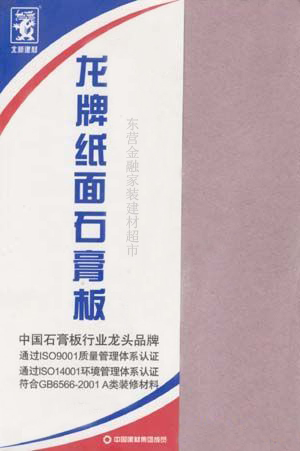 北新建材
龙牌纸面石膏板
东营金融家装建材超市
中国石膏板行业龙头品牌
通过ISO9001质量管理体系认证
通过ISO14001环境管理体系认证
符合GB6566-2001 A类装修材料
中国建材集团成员